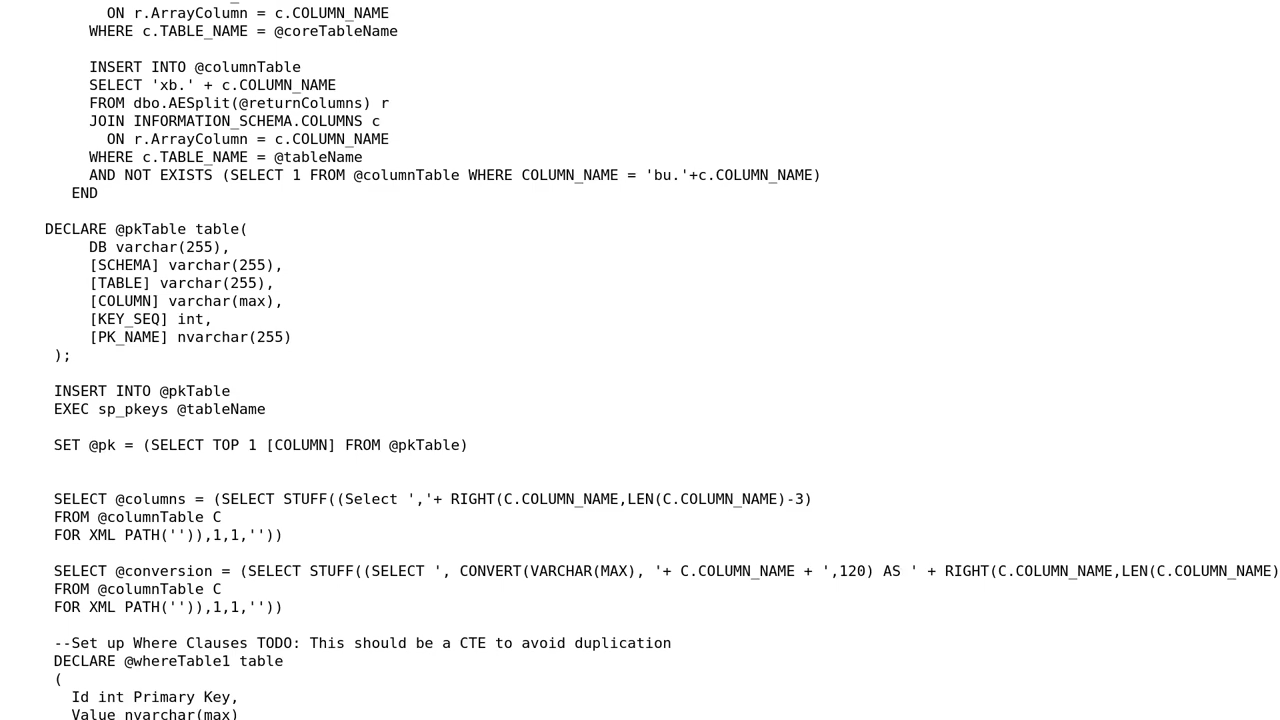 ON r.ArrayColumn = c.COLUMN_NAME
WHERE c.TABLE_NAME = @coreTableName
INSERT INTO @columnTable
SELECT 'xb.' + c.COLUMN_NAME
FROM dbo.AESplit(@returnColumns) r
JOIN INFORMATION_SCHEMA.COLUMNS c
ON r.ArrayColumn = c.COLUMN_NAME
WHERE c.TABLE_NAME = @tableName
AND NOT EXISTS (SELECT 1 FROM @columnTable WHERE COLUMN_NAME = 'bu.'+c.COLUMN_NAME)
END
DECLARE @pkTable table(
DB varchar(255),
[SCHEMA] varchar(255),
[TABLE] varchar(255),
[COLUMN] varchar(max),
[KEY_SEQ] int,
[PK_NAME] nvarchar(255)
);
INSERT INTO @pkTable
EXEC sp_pkeys @tableName
SET @pk = (SELECT TOP 1 [COLUMN] FROM @pkTable)
SELECT @columns = (SELECT STUFF((Select ','+ RIGHT(C.COLUMN_NAME,LEN(C.COLUMN_NAME)-3)
FROM @columnTable C
FOR XML PATH('')),1,1,''))
SELECT @conversion = (SELECT STUFF((SELECT ', CONVERT(VARCHAR(MAX), '+ C.COLUMN_NAME + ',120) AS ' + RIGHT(C.COLUMN_NAME,LEN(C.COLUMN_NAME)
FROM @columnTable C
FOR XML PATH('')),1,1,''))
--Set up Where Clauses TODO: This should be a CTE to avoid duplication
DECLARE @whereTable1 table
(
Id int Primary Key,
Value nvarchar(max)